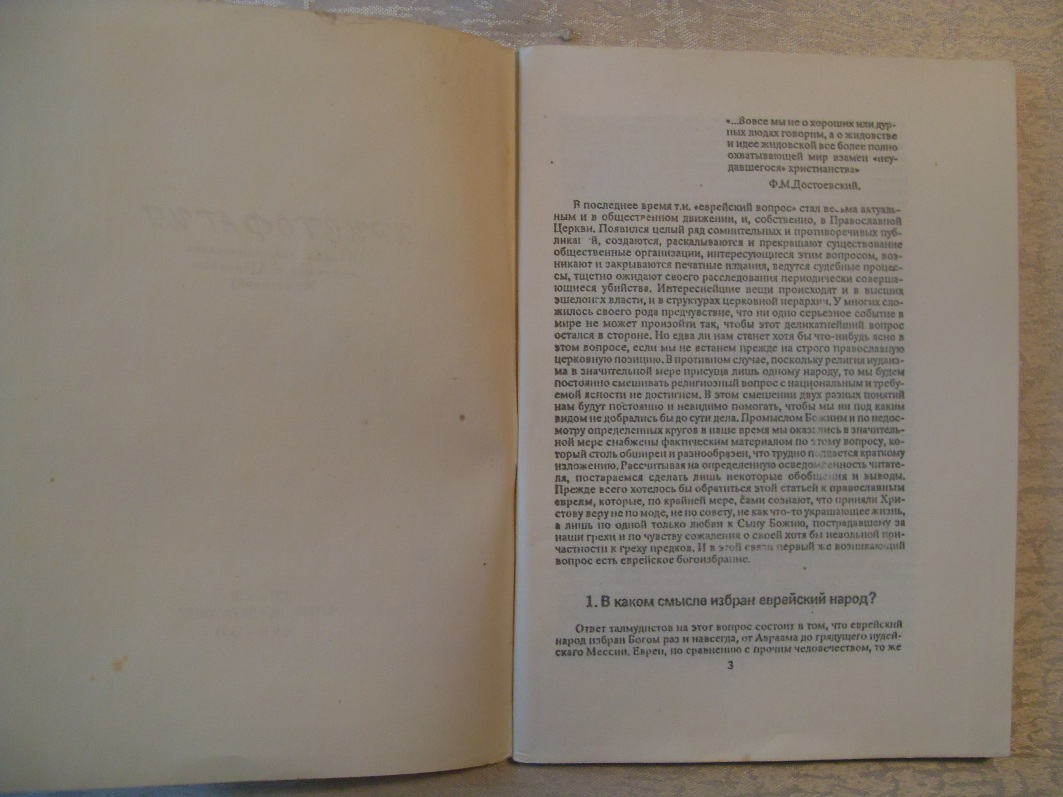 «...Вовсе мы не о хороших или дур-
ных людях говорим, а о жидовстве
и идее жидовской все более полно
охватывающей мир взамен «неу-
давшегося» христианства»
Ф.М.Достоевский.
В последнее время т.н. «еврейский вопрос» стал весьма актуаль-
ным и в общественном движении, и, собственно, в Православной
Церкви. Появился целый ряд сомнительных и противоречивых пуб-
ликаций, создаются, раскалываются и прекращают существование
общественные организации, интересующиеся этим вопросом, воз-
никают и закрываются печатные издания, ведутся судебные процес-
сы, тщетно ожидают своего расследования периодически соверша-
ющиеся убийства. Интереснейшие вещи происходят и в высших
эшелонах власти, и в структурах церковной иерархии. У многих сло-
жилось своего рода предчувствие, что ни одно серьезное событие в
мире не может произойти так, чтобы этот деликатнейший вопрос
остался в стороне. Но едва ли нам станет хотя бы что-нибудь ясно в
этом вопросе, если мы не встанем прежде на строго православную
церковную позицию. В противном случае, поскольку религия иудаиз-
ма в значительной мере присуща лишь одному народу, то мы будем
постоянно смешивать религиозный вопрос с национальным и требу-
емой ясности не достигнем. В этом смешении двух разных понятий
нам будут постоянно и невидимо помогать, чтобы мы ни под каким
видом не добрались бы до сути дела. Промыслом Божиим и по недос-
мотру определенных кругов в наше время мы оказались в значитель-
ной мере снабжены фактическим материалом по этому вопросу, ко-
торый столь обширен и разнообразен, что трудно поддается краткому
изложению. Рассчитывая на определенную осведомленность читате-
ля, постараемся сделать лишь некоторые обобщения и выводы.
Прежде всего хотелось бы обратиться этой статьей к православным
евреям, которые, по крайней мере, сами сознают, что приняли Хри-
стову веру не по моде, не по совету, не как что-то украшающее жизнь,
а лишь по одной только любви к Сыну Божию, пострадавшему за
наши грехи и по чувству сожаления о своей хотя бы невольной при-
частности к греху предков. И в этой связи первый же возникающий
вопрос есть еврейское богоизбрание.
1. В каком смысле избран еврейский народ?
Ответ талмудистов на этот вопрос состоит в том, что еврейский
народ избран Богом раз и навсегда, от Авраама до грядущего иудей-
скаго Мессии. Евреи, по сравнению с прочим человечеством, то же
3